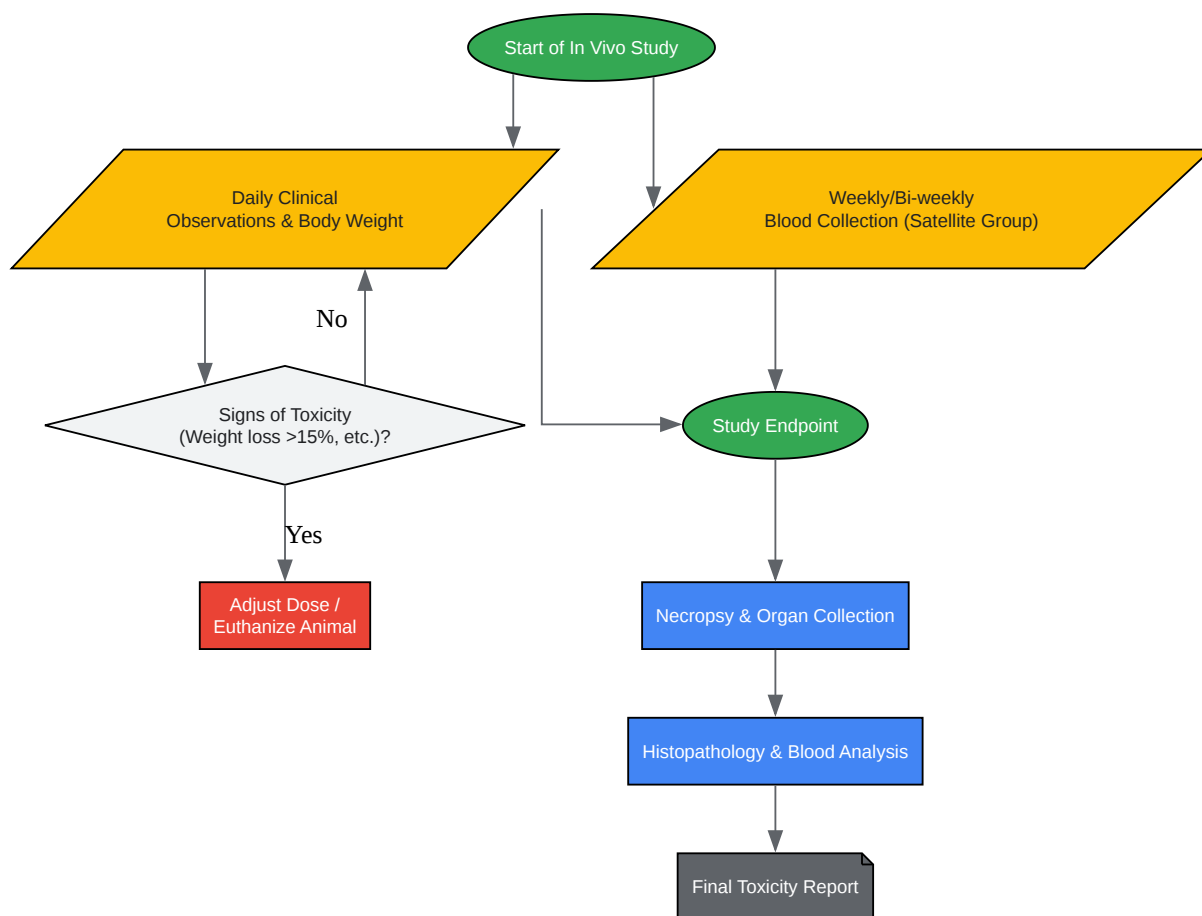 Start of In Vivo Study
Daily Clinical
Observations & Body Weight
Weekly/Bi-weekly
Blood Collection (Satellite Group)
No
Signs of Toxicity
(Weight loss >15%, etc.)?
Study Endpoint
Yes
Adjust Dose /
Euthanize Animal
Necropsy & Organ Collection
Histopathology & Blood Analysis
Final Toxicity Report